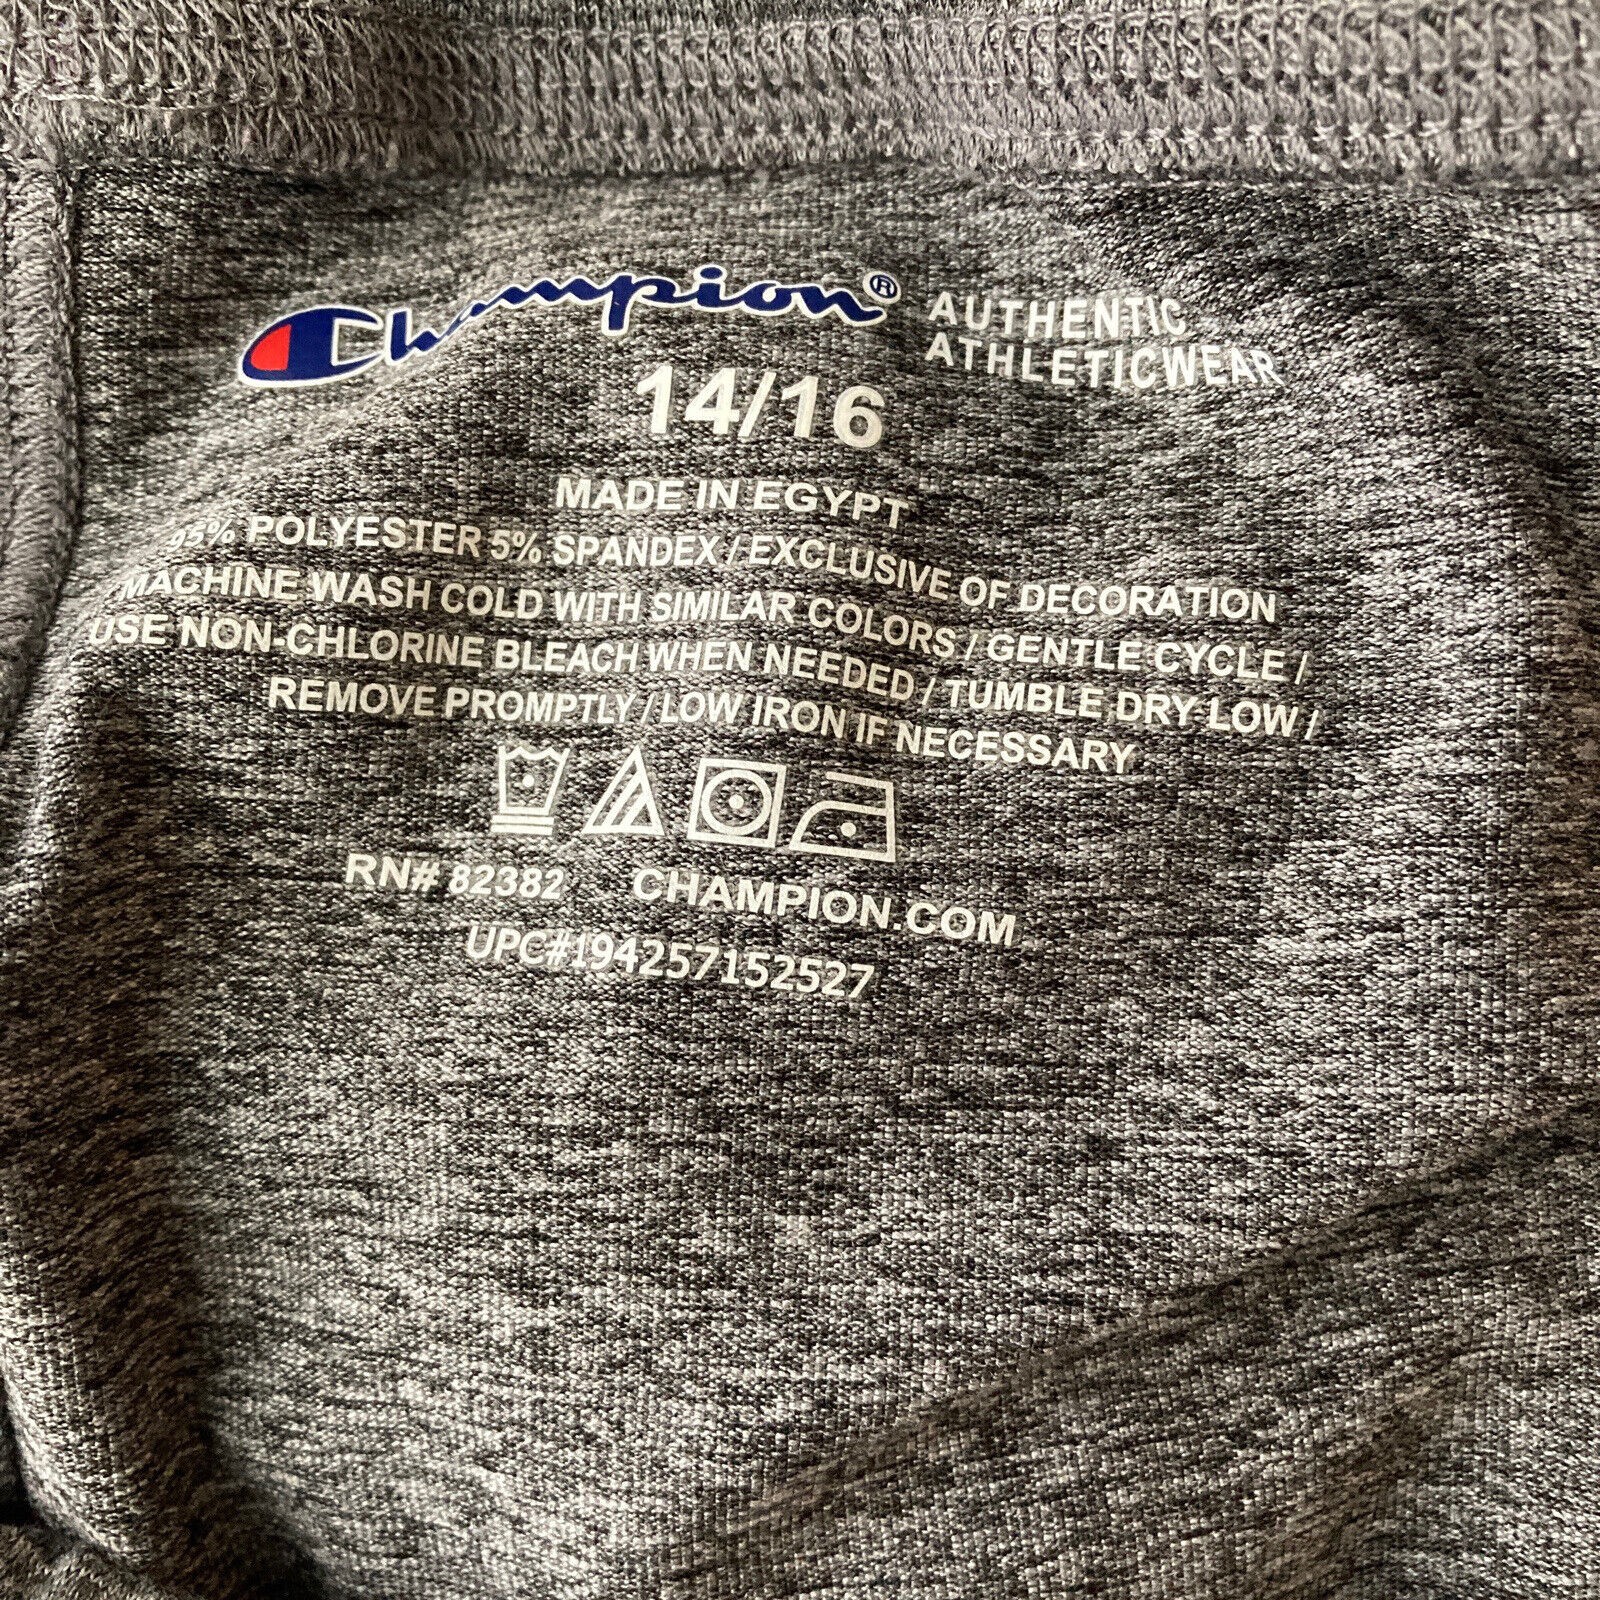 Champion® AUTHENTIC
ATHLETICWEAR
14/16
MADE IN EGYPT
95% POLYESTER 5% SPANDEX / EXCLUSIVE OF DECORATION
MACHINE WASH COLD WITH SIMILAR COLORS / GENTLE CYCLE /
USE NON-CHLORINE BLEACH WHEN NEEDED / TUMBLE DRY LOW /
REMOVE PROMPTLY / LOW IRON IF NECESSARY
RN# 82382 CHAMPION.COM
UPC#194257152527